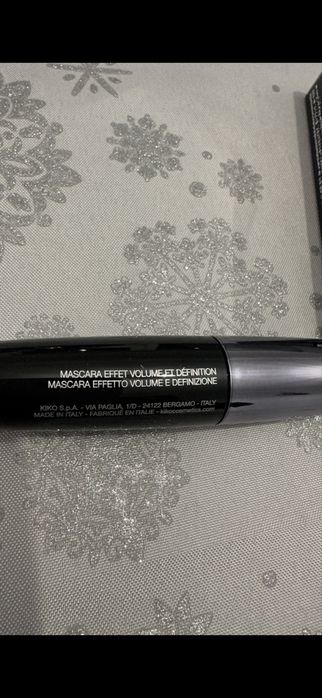 MASCARA EFFET VOLUME ET DÉFINITION
MASCARA EFFETTO VOLUME E DEFINIZIONE
KIKO S.p.A. - VIA PAGLIA, 1/D - 24122 BERGAMO - ITALY
MADE IN ITALY - FABRIQUÉ EN ITALIE - kikocosmetics.com